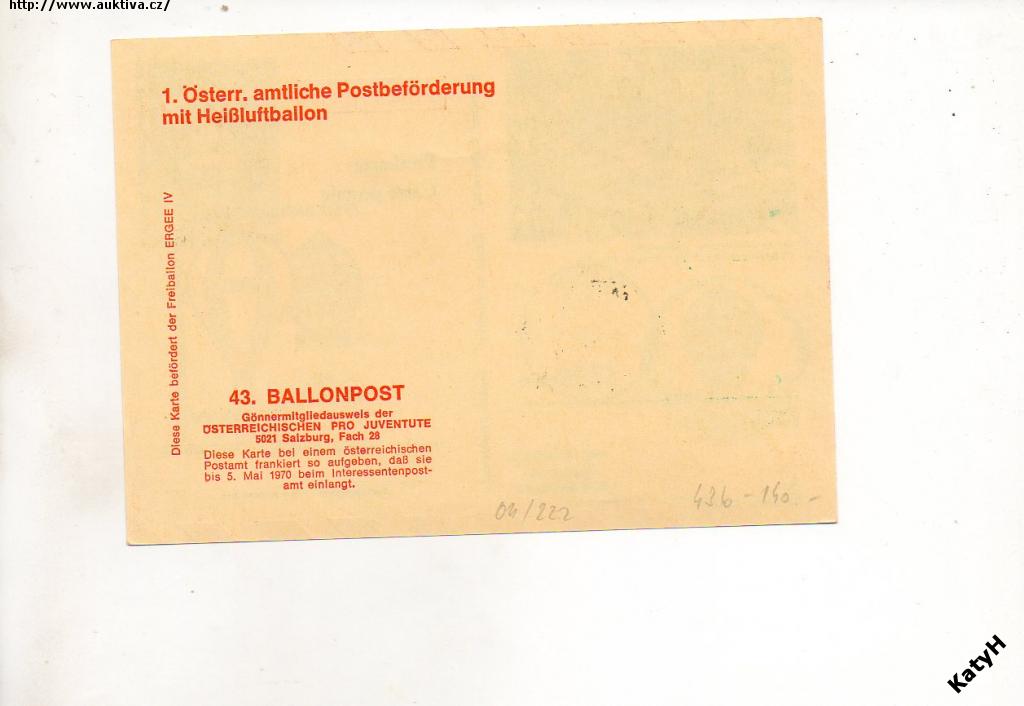 http://www.auktiva.cz/
1. Österr. amtliche Postbeförderung
mit Heißluftballon
Diese Karte befördert der Freiballon ERGEE IV
43. BALLONPOST
Gönnermitgliedausweis der
ÖSTERREICHISCHEN PRO JUVENTUTE
5021 Salzburg, Fach 28
Diese Karte bei einem österreichischen
Postamt frankiert so aufgeben, daß sie
bis 5. Mai 1970 beim Interessentenpost-
amt einlangt.
04/222
43b - 140.-
KatyH